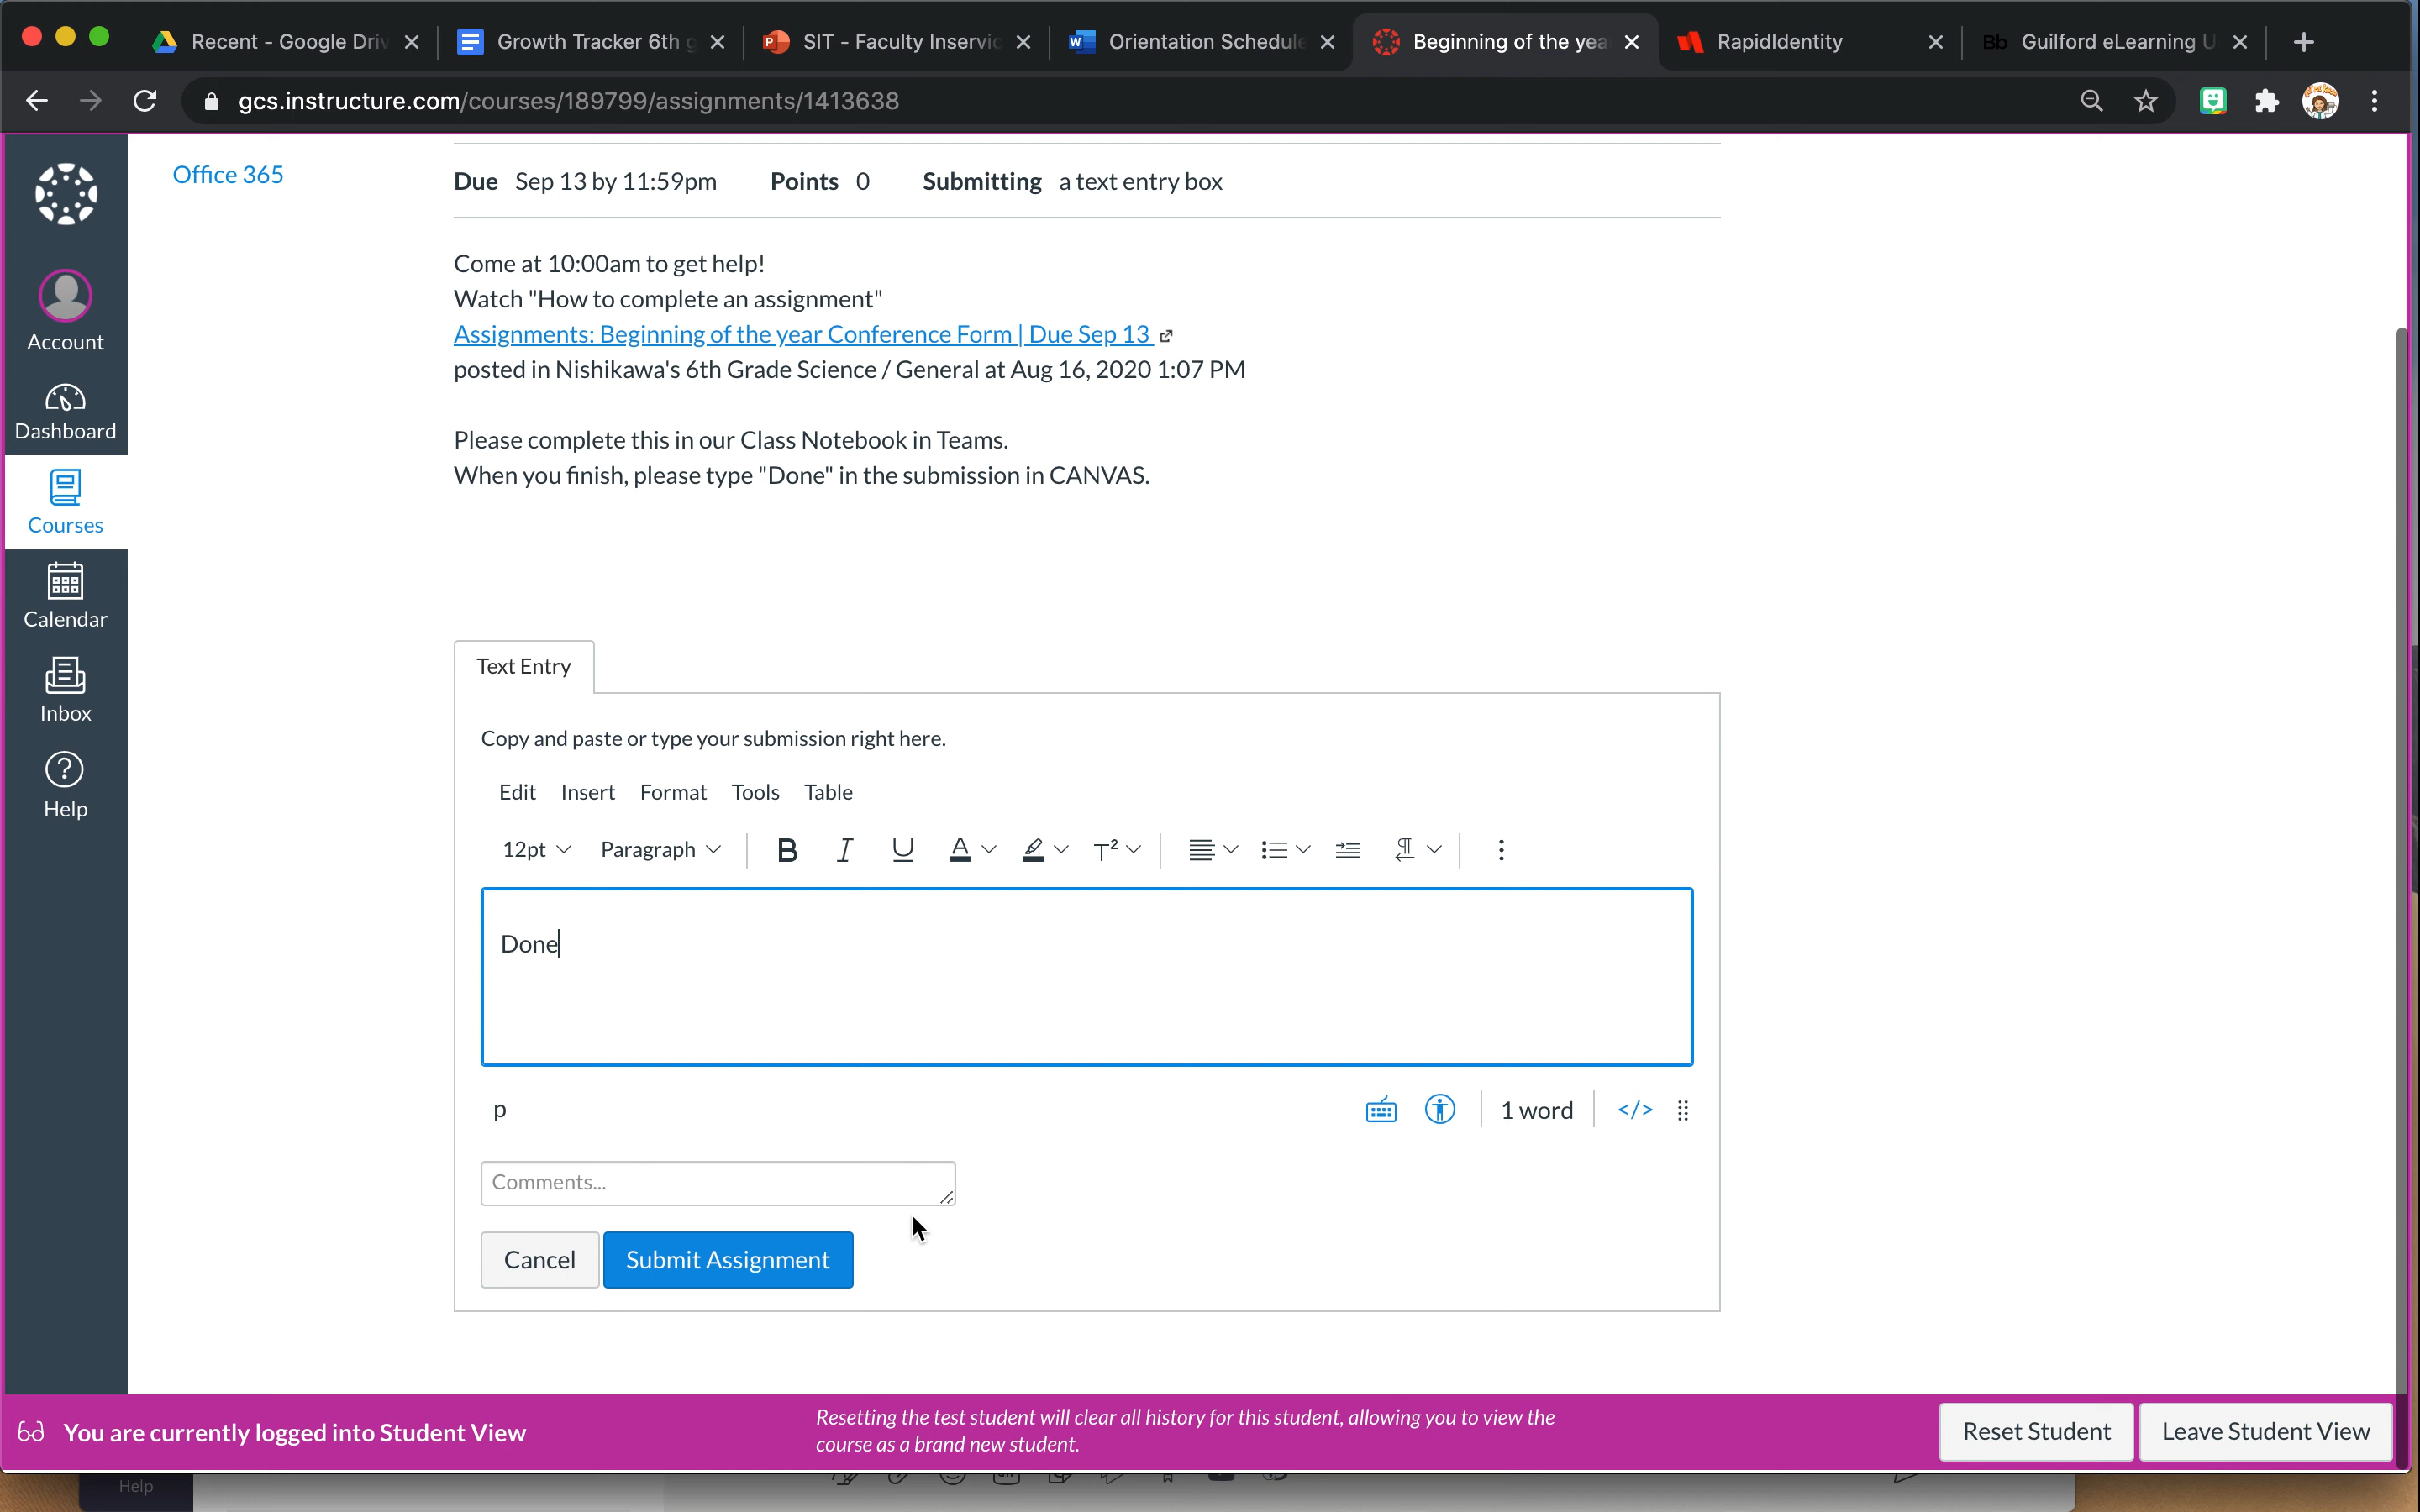 Recent - Google Driv
Growth Tracker 6th g
SIT - Faculty Inservic
Orientation Schedule
Beginning of the yea
RapidIdentity
Bb Guilford eLearning U
gcs.instructure.com/courses/189799/assignments/1413638
Office 365
Account
Dashboard
Courses
Calendar
Inbox
Help
Due Sep 13 by 11:59pm Points 0 Submitting a text entry box
Come at 10:00am to get help!
Watch "How to complete an assignment"
Assignments: Beginning of the year Conference Form | Due Sep 13
posted in Nishikawa's 6th Grade Science / General at Aug 16, 2020 1:07 PM
Please complete this in our Class Notebook in Teams.
When you finish, please type "Done" in the submission in CANVAS.
Text Entry
Copy and paste or type your submission right here.
Edit Insert Format Tools Table
12pt Paragraph B I U A T²
Done
p
1 word </>
Comments...
Cancel Submit Assignment
You are currently logged into Student View
Resetting the test student will clear all history for this student, allowing you to view the
course as a brand new student.
Reset Student Leave Student View
Help